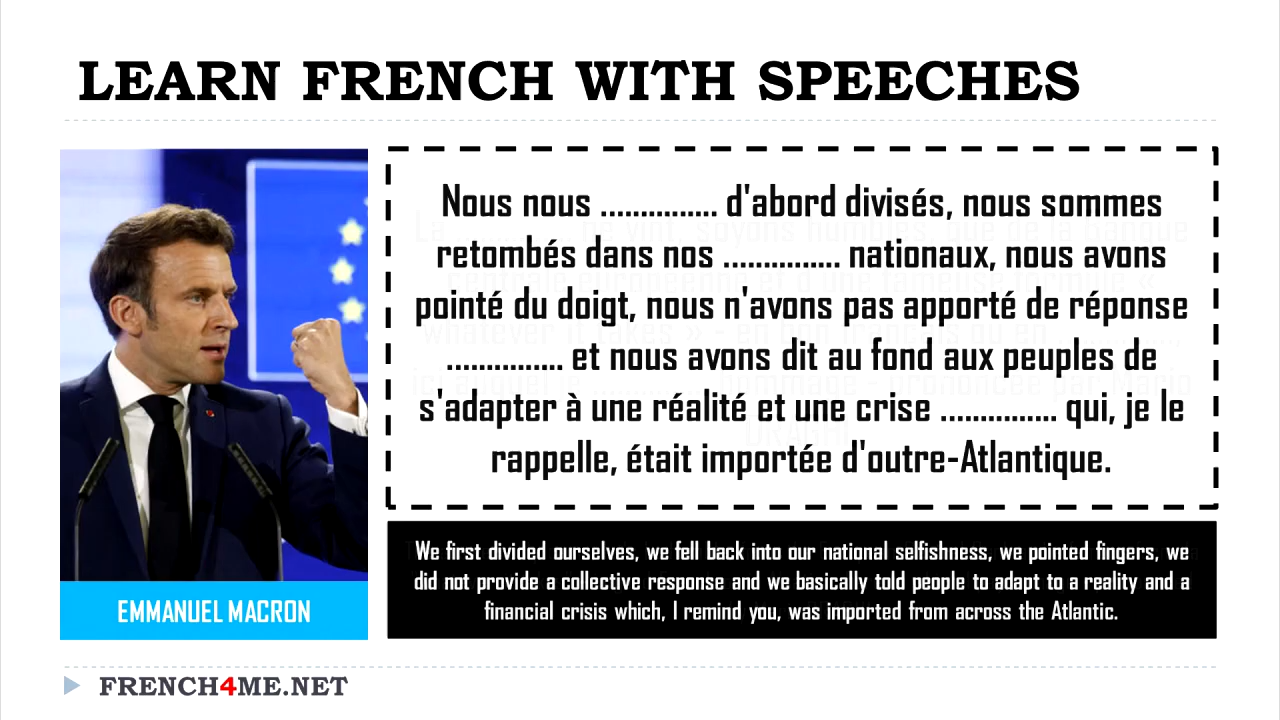 LEARN FRENCH WITH SPEECHES
Nous nous ............... d'abord divisés, nous sommes
retombés dans nos ............... nationaux, nous avons
pointé du doigt, nous n'avons pas apporté de réponse
............... et nous avons dit au fond aux peuples de
s'adapter à une réalité et une crise ............... qui, je le
rappelle, était importée d'outre-Atlantique.
We first divided ourselves, we fell back into our national selfishness, we pointed fingers, we
did not provide a collective response and we basically told people to adapt to a reality and a
financial crisis which, I remind you, was imported from across the Atlantic.
EMMANUEL MACRON
FRENCH4ME.NET